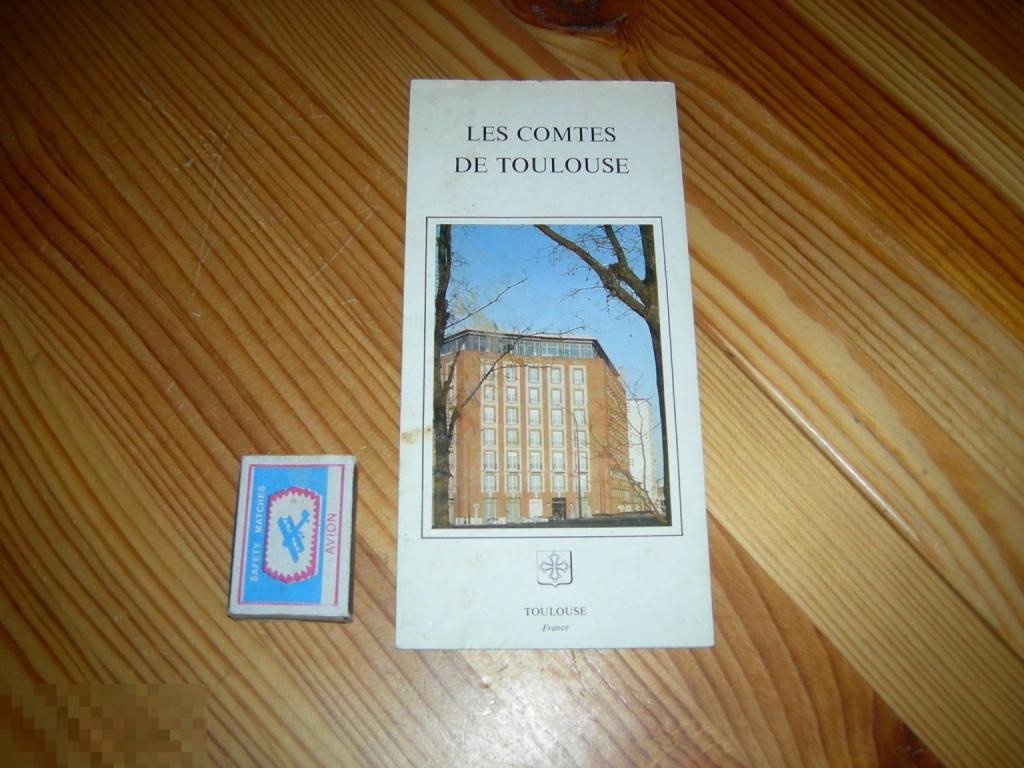 LES COMTES
DE TOULOUSE
TOULOUSE
France
SAFETY MATCHES
AVION